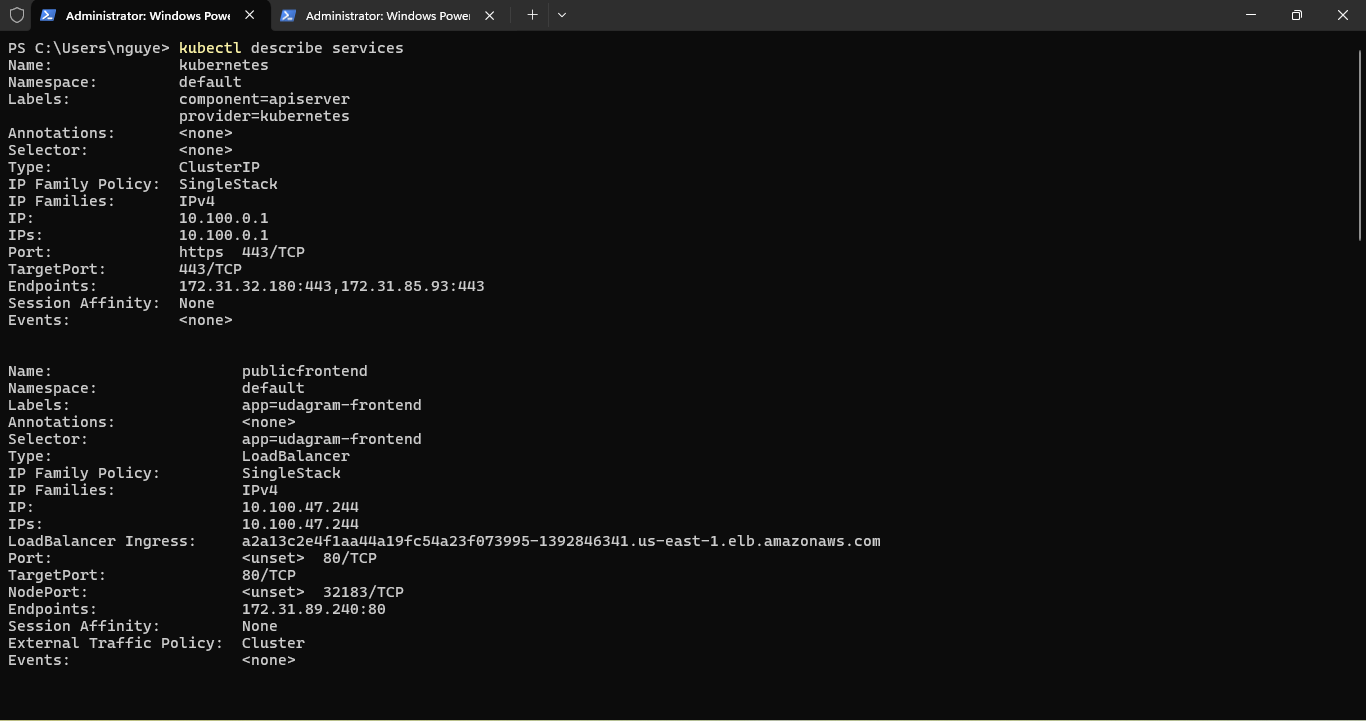 Administrator: Windows Powe Administrator: Windows Power
PS C:\Users\nguye> kubectl describe services
Name: kubernetes
Namespace: default
Labels: component=apiserver
provider=kubernetes
Annotations: <none>
Selector: <none>
Type: ClusterIP
IP Family Policy: SingleStack
IP Families: IPv4
IP: 10.100.0.1
IPs: 10.100.0.1
Port: https 443/TCP
TargetPort: 443/TCP
Endpoints: 172.31.32.180:443,172.31.85.93:443
Session Affinity: None
Events: <none>
Name: publicfrontend
Namespace: default
Labels: app=udagram-frontend
Annotations: <none>
Selector: app=udagram-frontend
Type: LoadBalancer
IP Family Policy: SingleStack
IP Families: IPv4
IP: 10.100.47.244
IPs: 10.100.47.244
LoadBalancer Ingress: a2a13c2e4f1aa44a19fc54a23f073995-1392846341.us-east-1.elb.amazonaws.com
Port: <unset> 80/TCP
TargetPort: 80/TCP
NodePort: <unset> 32183/TCP
Endpoints: 172.31.89.240:80
Session Affinity: None
External Traffic Policy: Cluster
Events: <none>